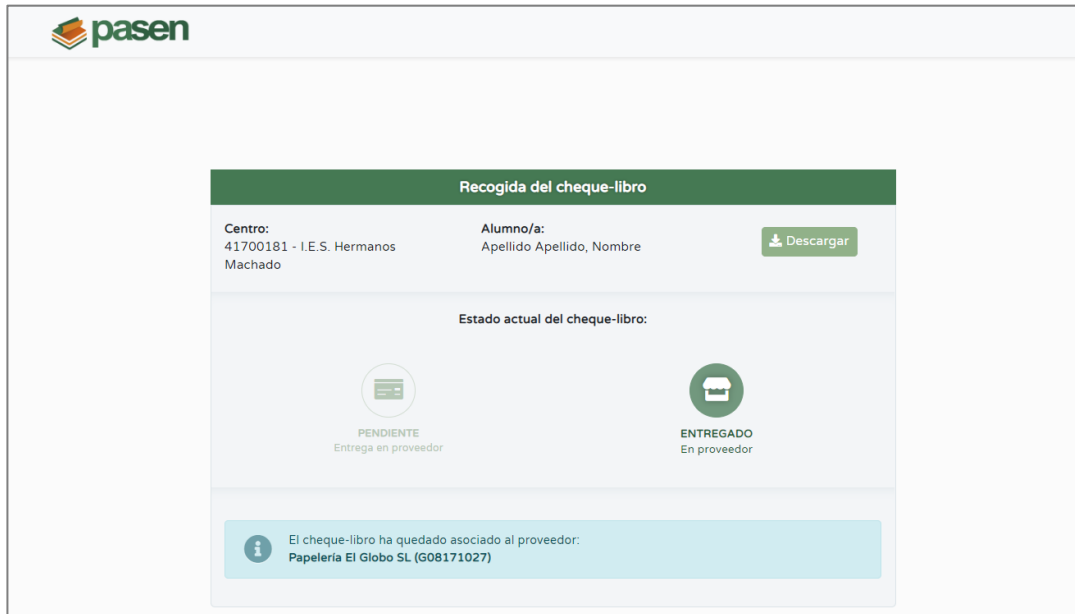 pasen
Recogida del cheque-libro
Centro:
41700181 - I.E.S. Hermanos
Machado
Alumno/a:
Apellido Apellido, Nombre
Descargar
Estado actual del cheque-libro:
PENDIENTE
Entrega en proveedor
ENTREGADO
En proveedor
El cheque-libro ha quedado asociado al proveedor:
Papelería El Globo SL (G08171027)